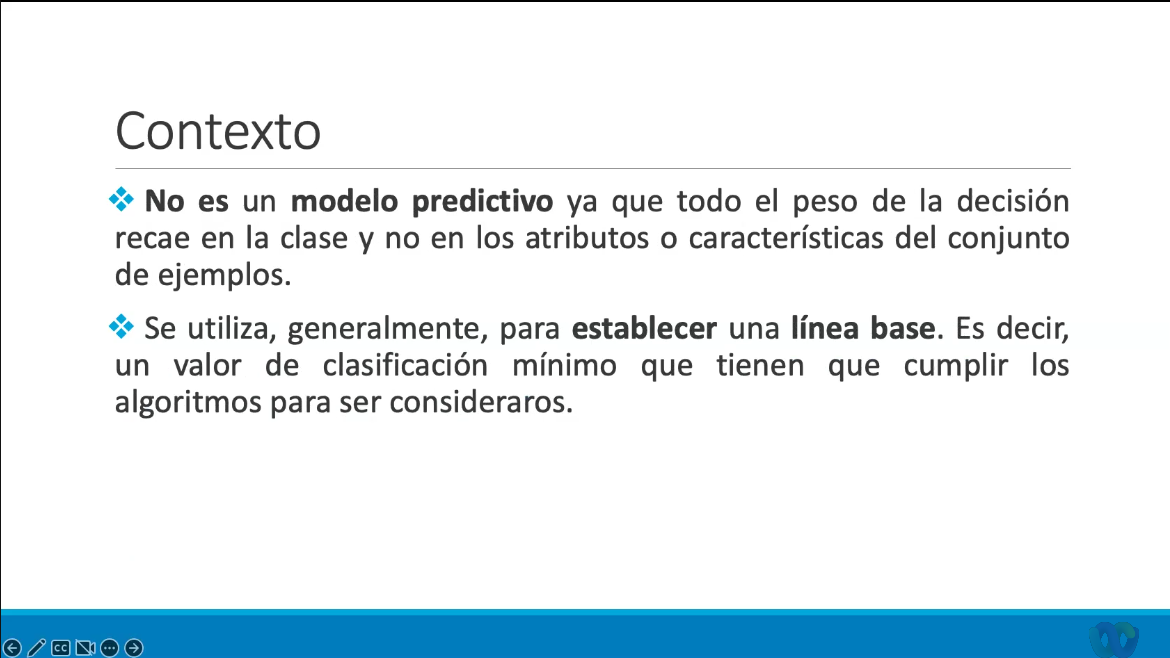 Contexto
No es un modelo predictivo ya que todo el peso de la decisión
recae en la clase y no en los atributos o características del conjunto
de ejemplos.
Se utiliza, generalmente, para establecer una línea base. Es decir,
un valor de clasificación mínimo que tienen que cumplir los
algoritmos para ser consideraros.
CC